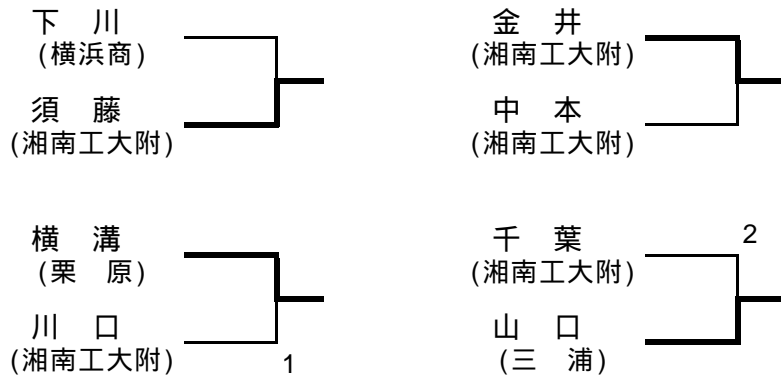 下　川
(横浜商)
須　藤
(湘南工大附)
金　井
(湘南工大附)
中　本
(湘南工大附)
横　溝
(栗　原)
川　口
(湘南工大附)
1
千　葉
(湘南工大附)
2
山　口
(三　浦)